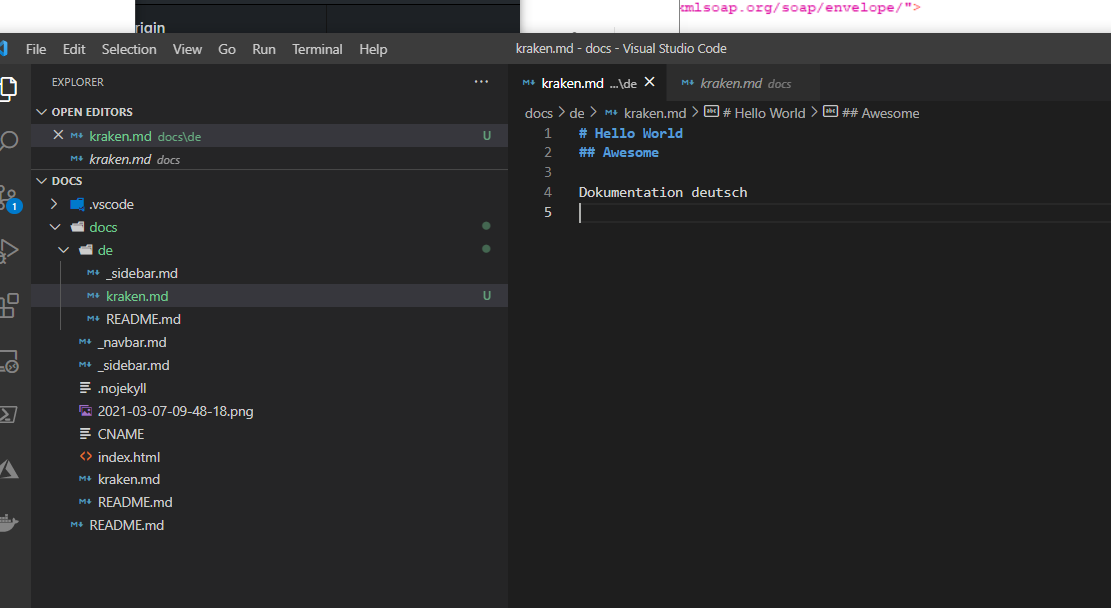 rigin
xmlsoap.org/soap/envelope/">
File Edit Selection View Go Run Terminal Help
kraken.md - docs - Visual Studio Code
EXPLORER
OPEN EDITORS
kraken.md docs\de U
kraken.md docs
DOCS
.vscode
docs
de
_sidebar.md
kraken.md U
README.md
_navbar.md
_sidebar.md
.nojekyll
2021-03-07-09-48-18.png
CNAME
index.html
kraken.md
README.md
README.md
1
kraken.md ...\de kraken.md docs
docs > de > kraken.md > # Hello World > ## Awesome
1 # Hello World
2 ## Awesome
3
4 Dokumentation deutsch
5